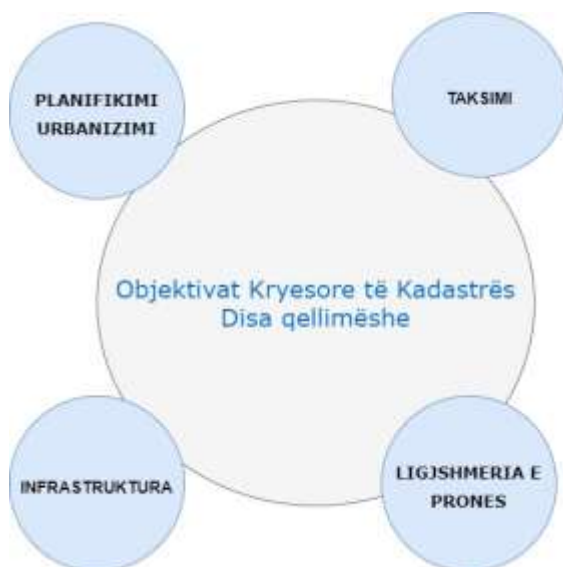 PLANIFIKIMI
URBANIZIMI
TAKSIMI
Objektivat Kryesore të Kadastrës
Disa qellimëshe
INFRASTRUKTURA
LIGJSHMERIA E
PRONES